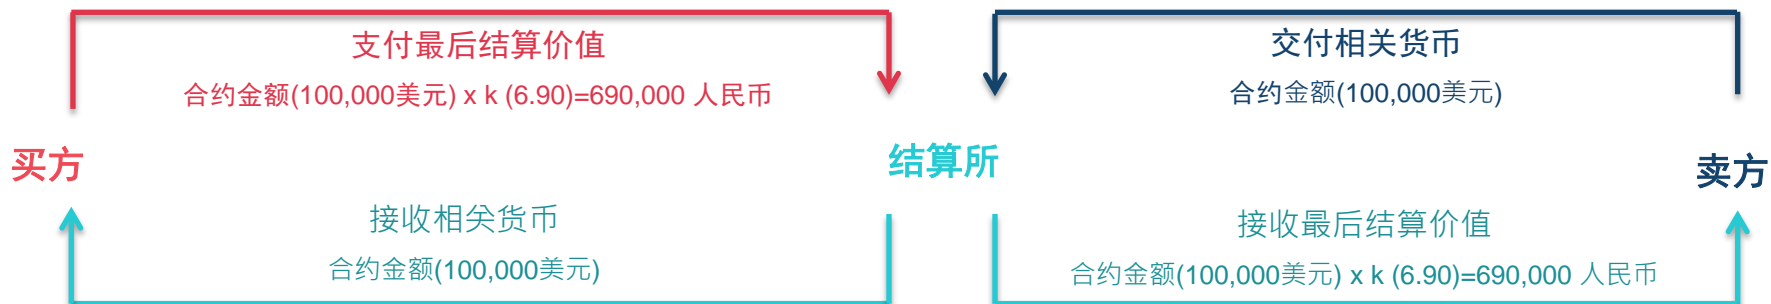 支付最后结算价值
合约金额(100,000美元) x k (6.90)=690,000 人民币
交付相关货币
合约金额(100,000美元)
买方
结算所
卖方
接收相关货币
合约金额(100,000美元)
接收最后结算价值
合约金额(100,000美元) x k (6.90)=690,000 人民币